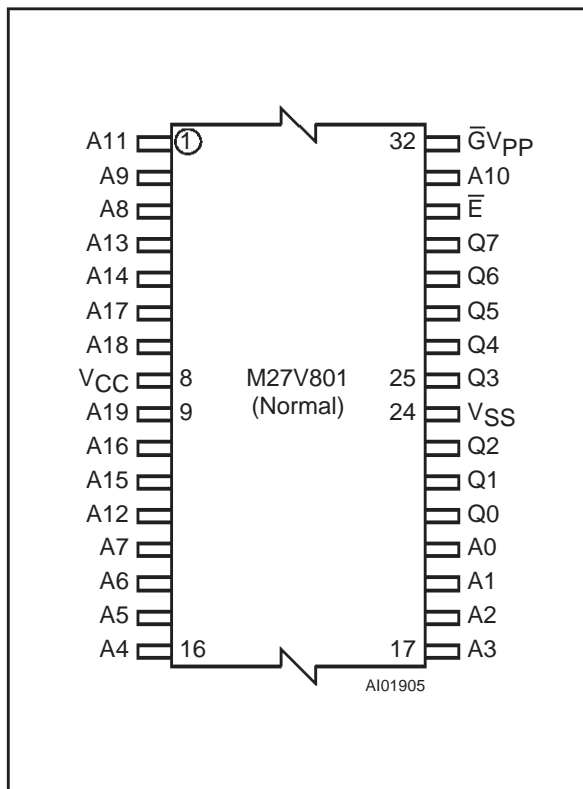 A11 1 32 G̅VPP
A9 A10
A8 E̅
A13 Q7
A14 Q6
A17 Q5
A18 Q4
VCC 8 M27V801 25 Q3
A19 9 (Normal) 24 VSS
A16 Q2
A15 Q1
A12 Q0
A7 A0
A6 A1
A5 A2
A4 16 17 A3
AI01905